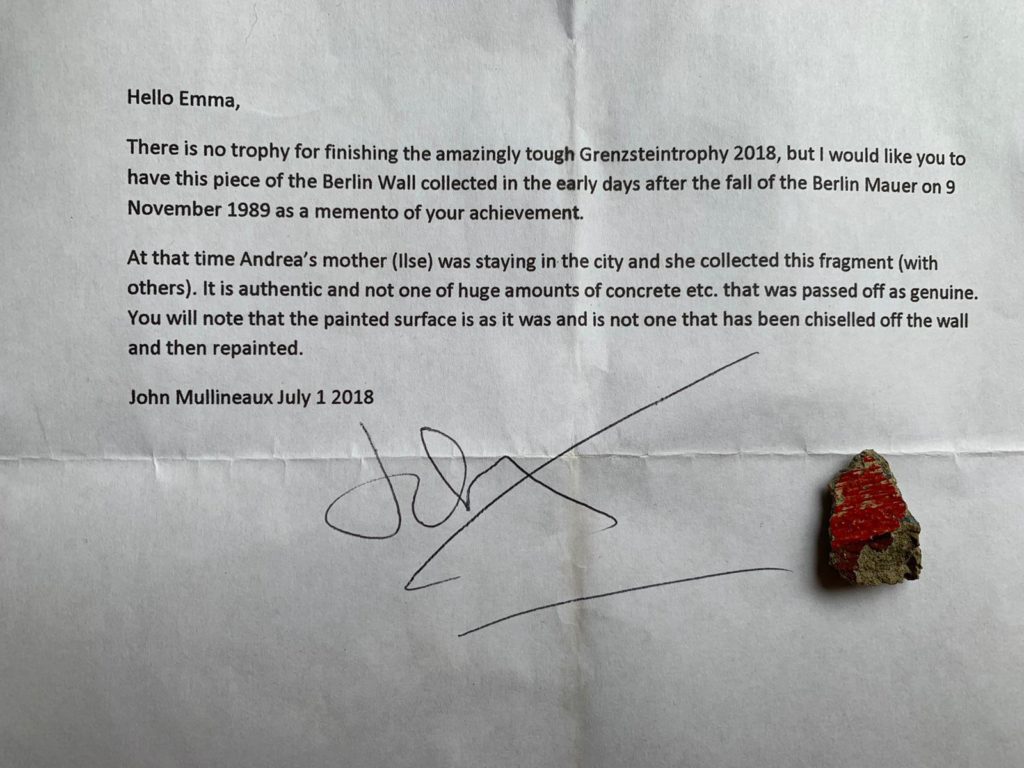 Hello Emma,
There is no trophy for finishing the amazingly tough Grenzsteintrophy 2018, but I would like you to
have this piece of the Berlin Wall collected in the early days after the fall of the Berlin Mauer on 9
November 1989 as a memento of your achievement.
At that time Andrea's mother (Ilse) was staying in the city and she collected this fragment (with
others). It is authentic and not one of huge amounts of concrete etc. that was passed off as genuine.
You will note that the painted surface is as it was and is not one that has been chiselled off the wall
and then repainted.
John Mullineaux July 1 2018
John